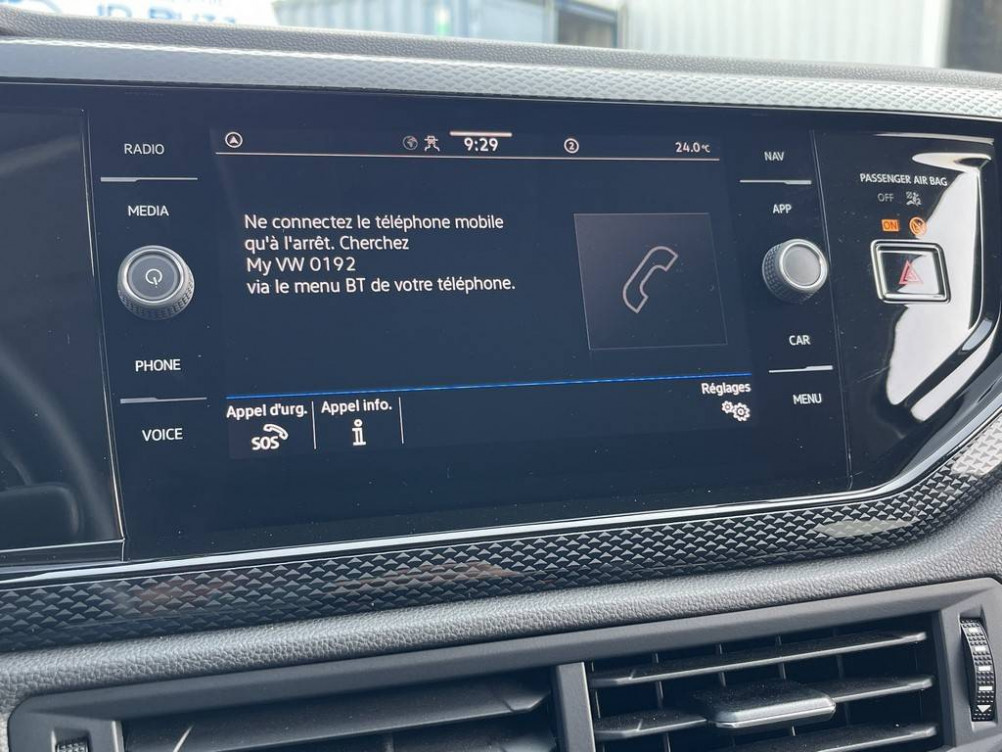 RADIO
MEDIA
PHONE
VOICE
9:29
2
24.0°C
Ne connectez le téléphone mobile
qu'à l'arrêt. Cherchez
My VW 0192
via le menu BT de votre téléphone.
Appel d'urg.
SOS
Appel info.
i
Réglages
NAV
APP
CAR
MENU
PASSENGER AIR BAG
OFF
ON